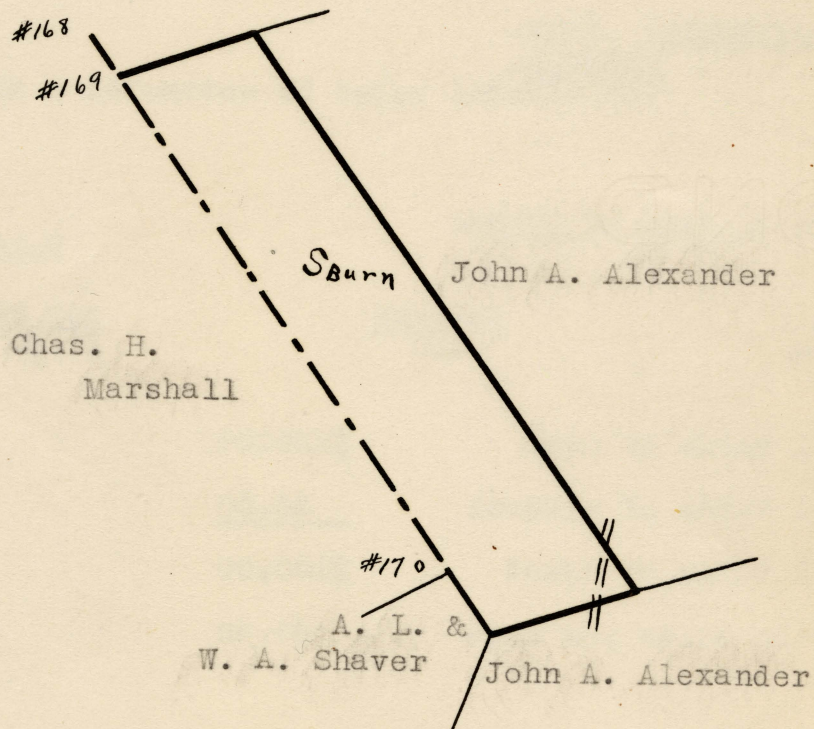 #168
#169
SBurn
John A. Alexander
Chas. H.
Marshall
#170
A. L. &
W. A. Shaver
John A. Alexander